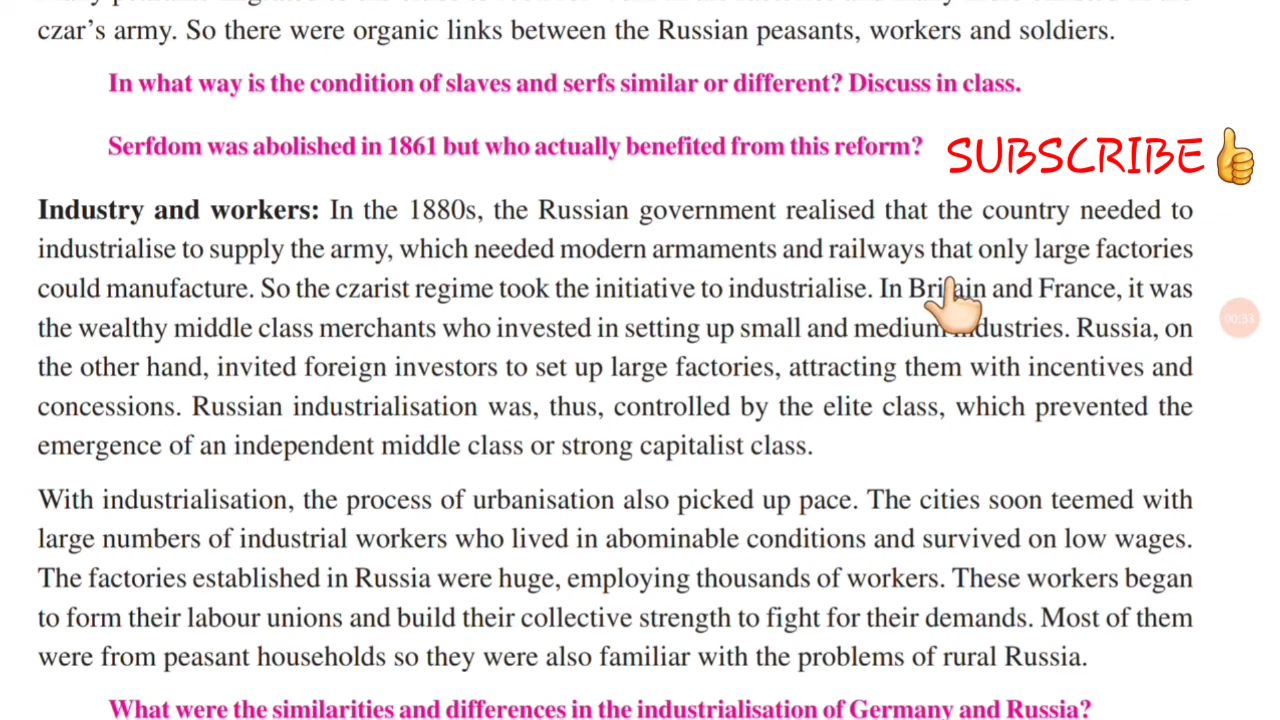 czar's army. So there were organic links between the Russian peasants, workers and soldiers.
In what way is the condition of slaves and serfs similar or different? Discuss in class.
Serfdom was abolished in 1861 but who actually benefited from this reform?
SUBSCRIBE
Industry and workers: In the 1880s, the Russian government realised that the country needed to
industrialise to supply the army, which needed modern armaments and railways that only large factories
could manufacture. So the czarist regime took the initiative to industrialise. In Britain and France, it was
the wealthy middle class merchants who invested in setting up small and medium industries. Russia, on
00:33
the other hand, invited foreign investors to set up large factories, attracting them with incentives and
concessions. Russian industrialisation was, thus, controlled by the elite class, which prevented the
emergence of an independent middle class or strong capitalist class.
With industrialisation, the process of urbanisation also picked up pace. The cities soon teemed with
large numbers of industrial workers who lived in abominable conditions and survived on low wages.
The factories established in Russia were huge, employing thousands of workers. These workers began
to form their labour unions and build their collective strength to fight for their demands. Most of them
were from peasant households so they were also familiar with the problems of rural Russia.
What were the similarities and differences in the industrialisation of Germany and Russia?